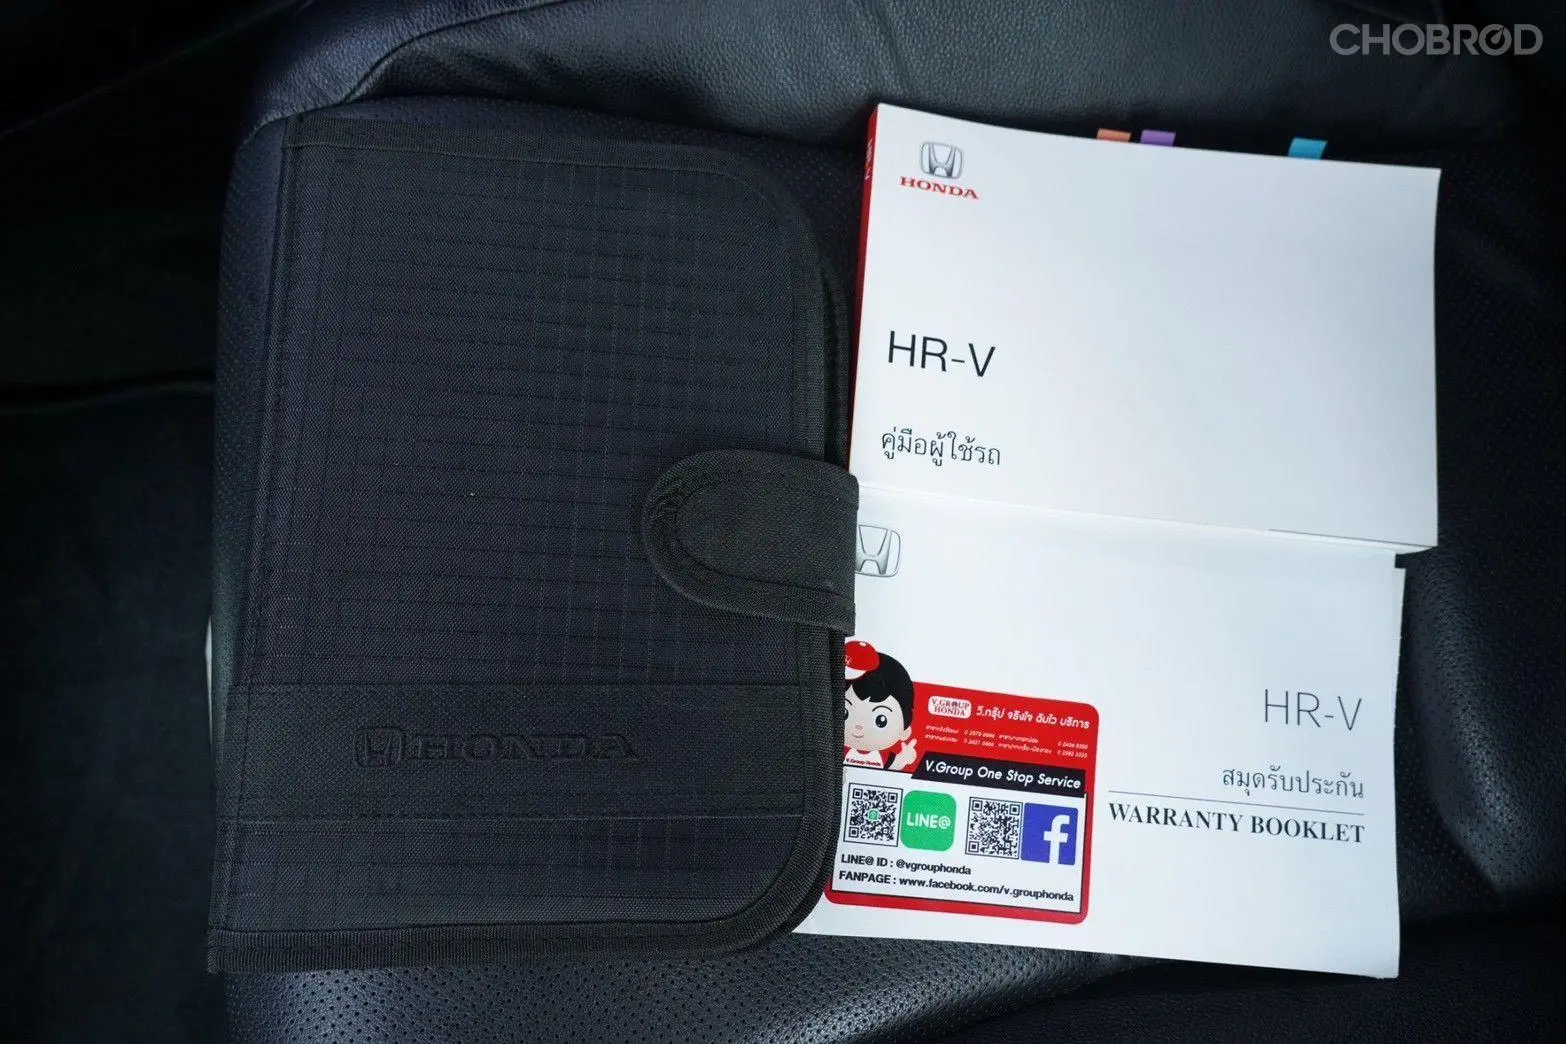 CHOBROD
HONDA
HR-V
คู่มือผู้ใช้รถ
HONDA
HR-V
สมุดรับประกัน
WARRANTY BOOKLET
V.GROUP
HONDA
วี.กรุ๊ป จริงใจ ฉับไว บริการ
V.Group Honda
V.Group One Stop Service
LINE@
f
LINE@ ID : @vgrouphonda
FANPAGE : www.facebook.com/v.grouphonda